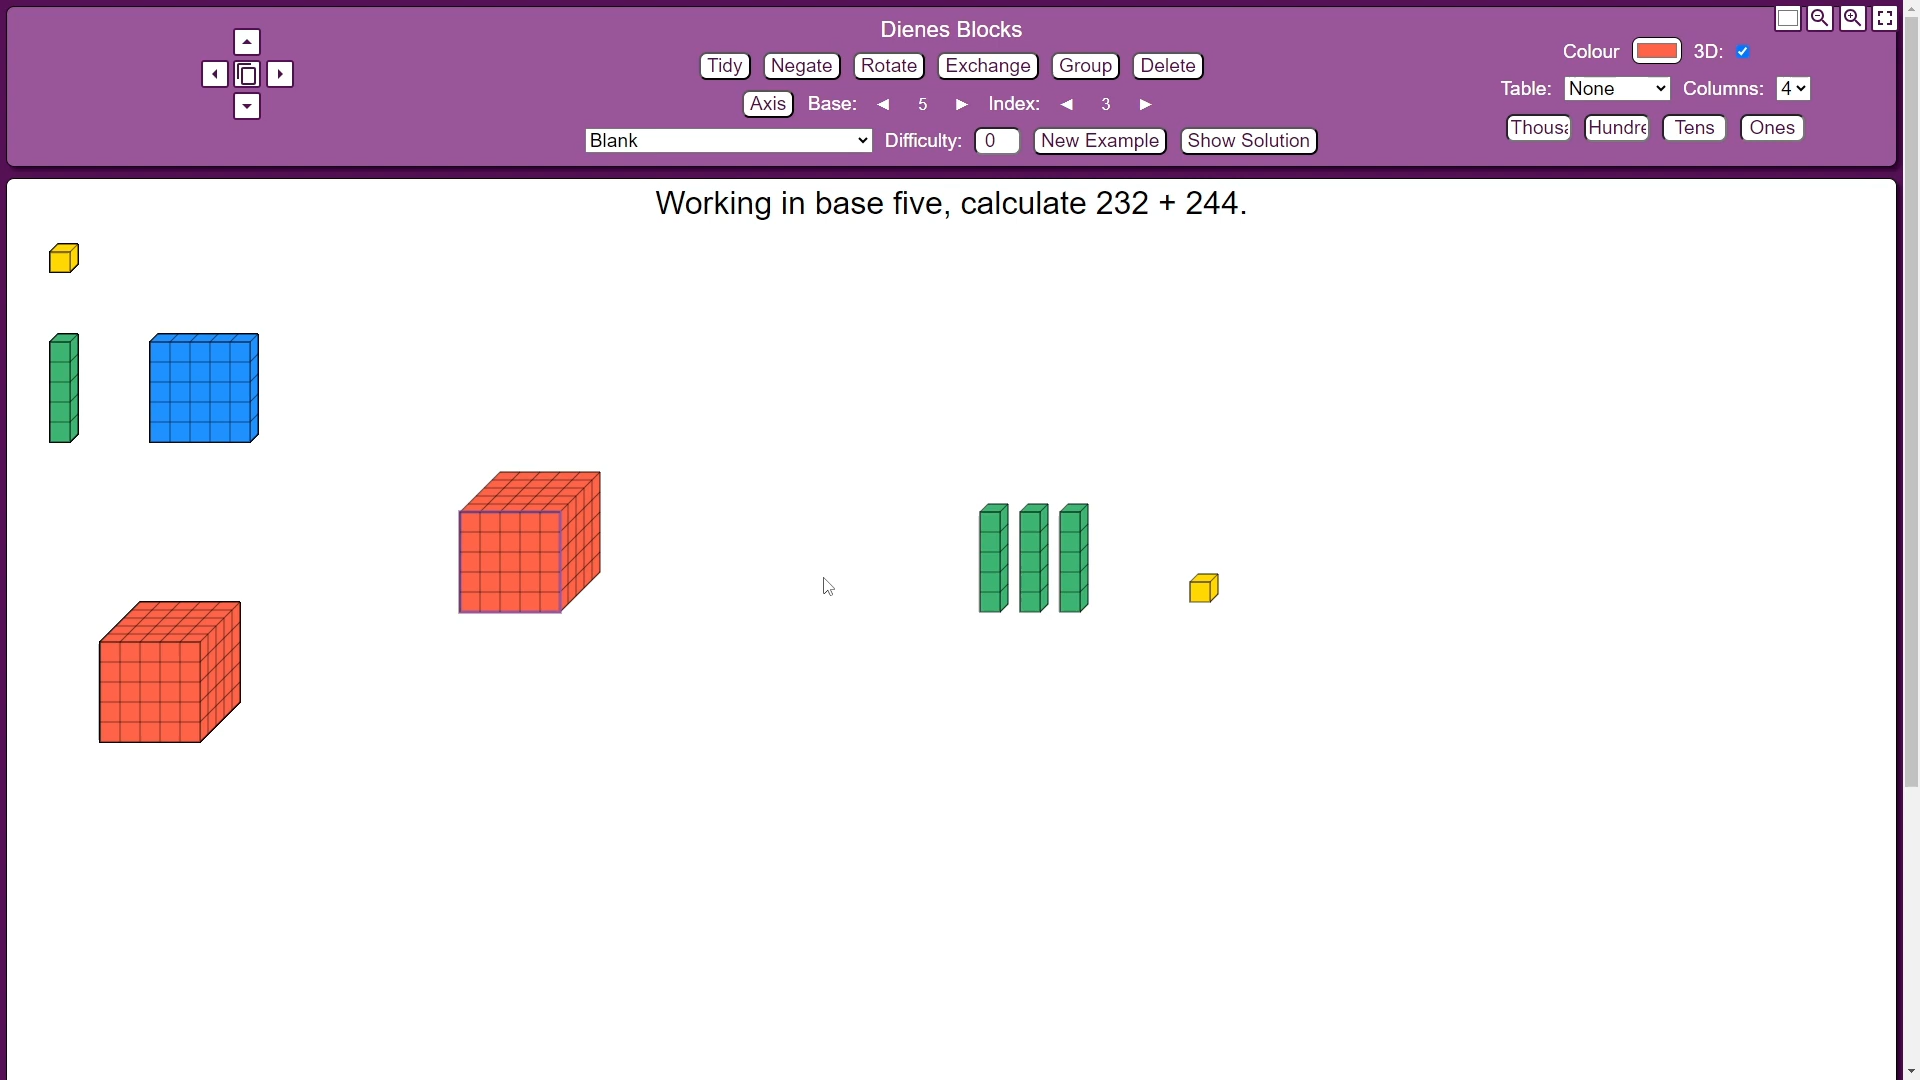 Dienes Blocks
Tidy Negate Rotate Exchange Group Delete
Axis Base: 5 Index: 3
Blank Difficulty: 0 New Example Show Solution
Colour 3D:
Table: None Columns: 4
Thousa Hundre Tens Ones
Working in base five, calculate 232 + 244.